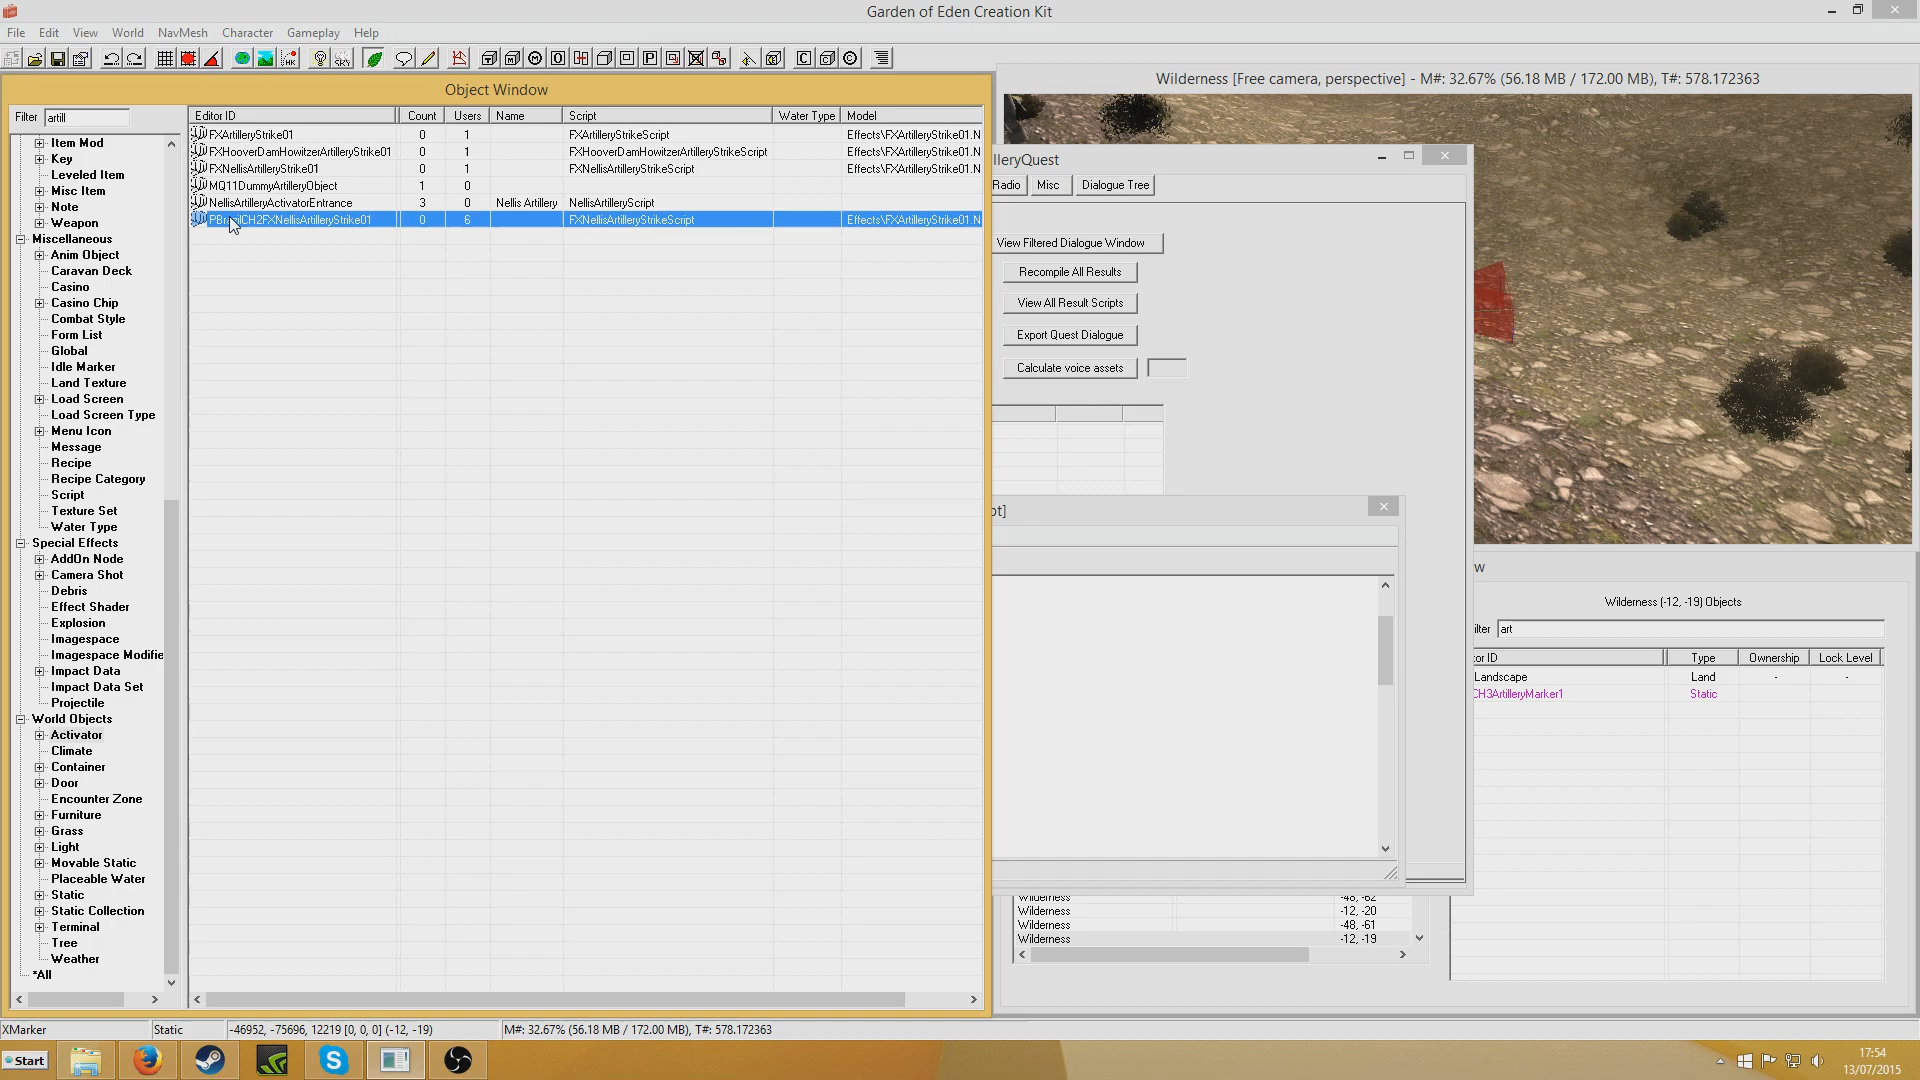 Garden of Eden Creation Kit
File Edit View World NavMesh Character Gameplay Help
Object Window
Filter artill
Editor ID Count Users Name Script Water Type Model
FXArtilleryStrike01 0 1 FXArtilleryStrikeScript Effects\FXArtilleryStrike01.N
FXHooverDamHowitzerArtilleryStrike01 0 1 FXHooverDamHowitzerArtilleryStrikeScript Effects\FXArtilleryStrike01.N
FXNellisArtilleryStrike01 0 1 FXNellisArtilleryStrikeScript Effects\FXArtilleryStrike01.N
MQ11DummyArtilleryObject 1 0
NellisArtilleryActivatorEntrance 3 0 Nellis Artillery NellisArtilleryScript
PBrazilCH2FXNellisArtilleryStrike01 0 6 FXNellisArtilleryStrikeScript Effects\FXArtilleryStrike01.N
Item Mod
Key
Leveled Item
Misc Item
Note
Weapon
Miscellaneous
Anim Object
Caravan Deck
Casino
Casino Chip
Combat Style
Form List
Global
Idle Marker
Land Texture
Load Screen
Load Screen Type
Menu Icon
Message
Recipe
Recipe Category
Script
Texture Set
Water Type
Special Effects
AddOn Node
Camera Shot
Debris
Effect Shader
Explosion
Imagespace
Imagespace Modifie
Impact Data
Impact Data Set
Projectile
World Objects
Activator
Climate
Container
Door
Encounter Zone
Furniture
Grass
Light
Movable Static
Placeable Water
Static
Static Collection
Terminal
Tree
Weather
*All
Wilderness [Free camera, perspective] - M#: 32.67% (56.18 MB / 172.00 MB), T#: 578.172363
lleryQuest
Radio Misc Dialogue Tree
View Filtered Dialogue Window
Recompile All Results
View All Result Scripts
Export Quest Dialogue
Calculate voice assets
pt]
w
Wilderness (-12, -19) Objects
ilter art
tor ID Type Ownership Lock Level
Landscape Land - -
CH3ArtilleryMarker1 Static
Wilderness -48, -62
Wilderness -12, -20
Wilderness -48, -61
Wilderness -12, -19
XMarker Static -46952, -75696, 12219 [0, 0, 0] (-12, -19) M#: 32.67% (56.18 MB / 172.00 MB), T#: 578.172363
Start
17:54
13/07/2015